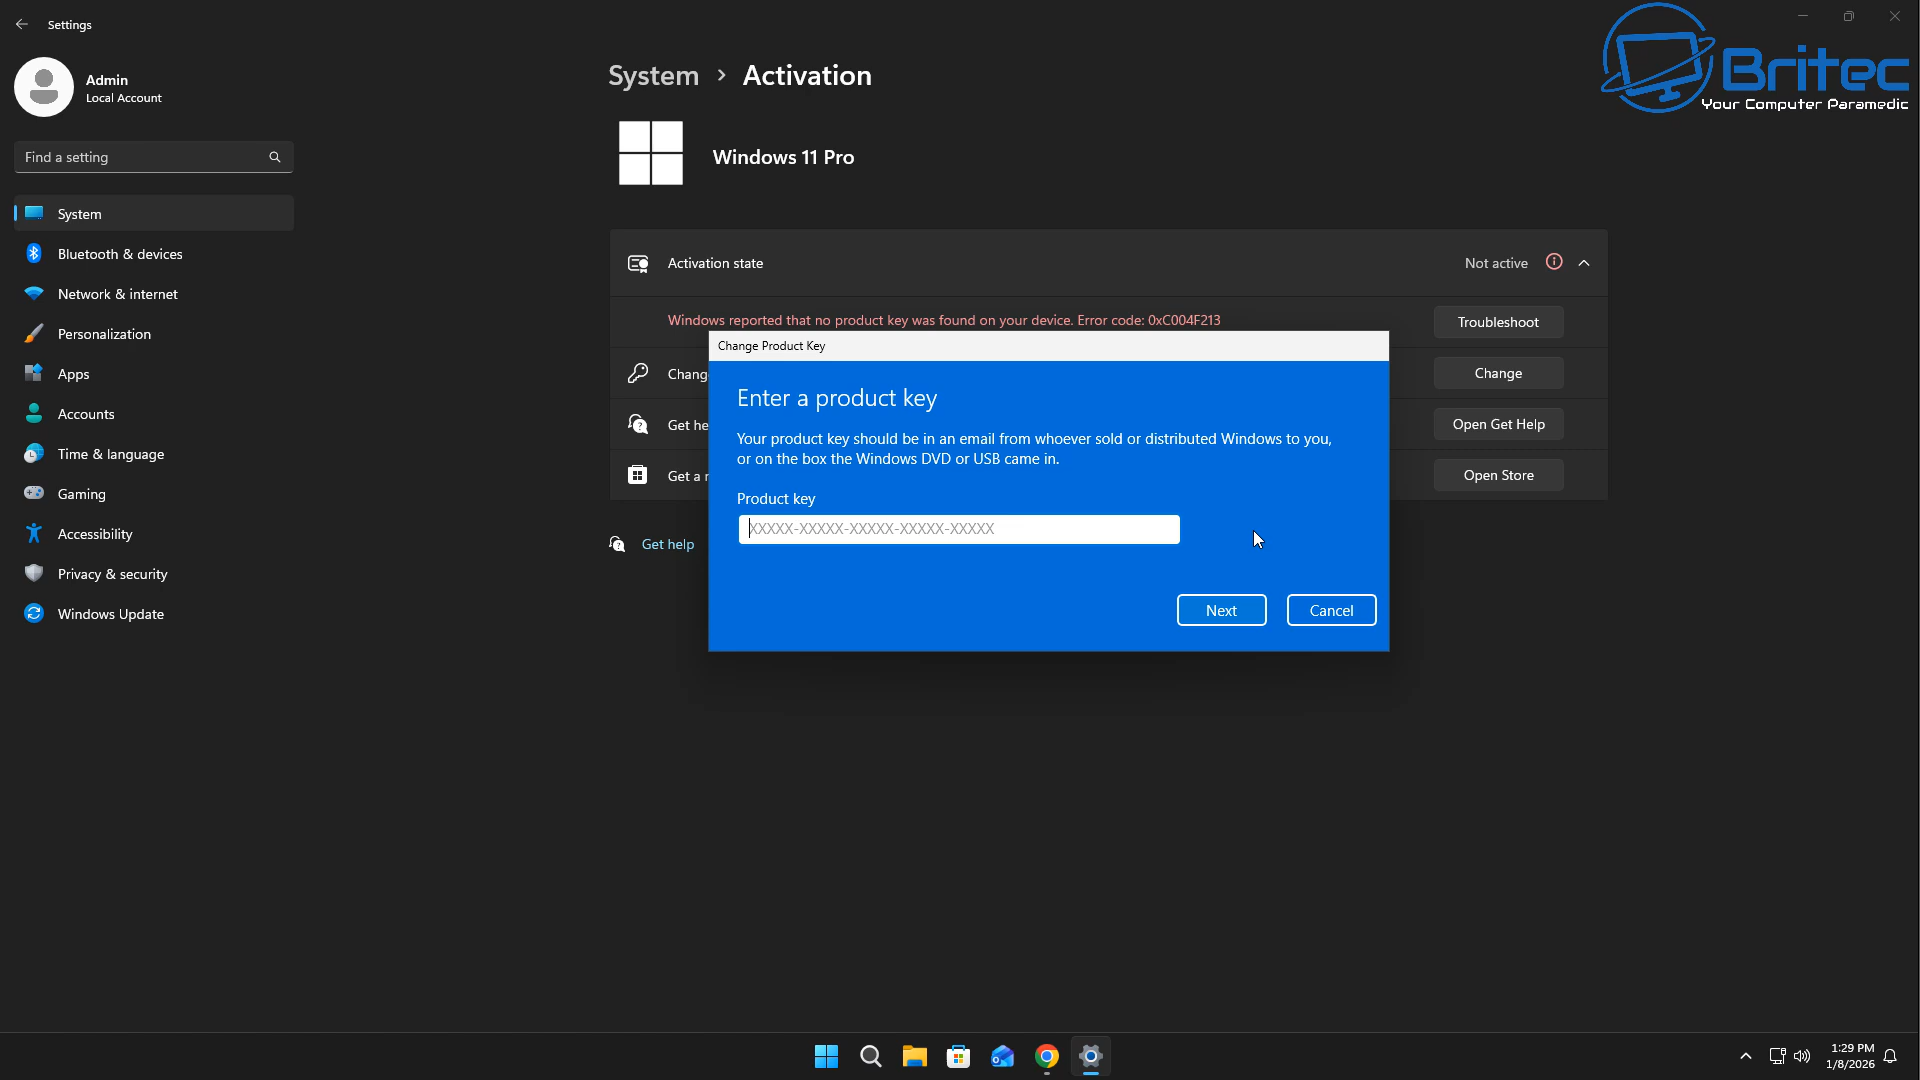 Settings
Admin
Local Account
Find a setting
System
Bluetooth & devices
Network & internet
Personalization
Apps
Accounts
Time & language
Gaming
Accessibility
Privacy & security
Windows Update
System > Activation
Britec
Your Computer Paramedic
Windows 11 Pro
Activation state
Not active
Windows reported that no product key was found on your device. Error code: 0xC004F213
Troubleshoot
Chang
Change
Get he
Open Get Help
Get a r
Open Store
Get help
Change Product Key
Enter a product key
Your product key should be in an email from whoever sold or distributed Windows to you,
or on the box the Windows DVD or USB came in.
Product key
XXXXX-XXXXX-XXXXX-XXXXX-XXXXX
Next
Cancel
1:29 PM
1/8/2026